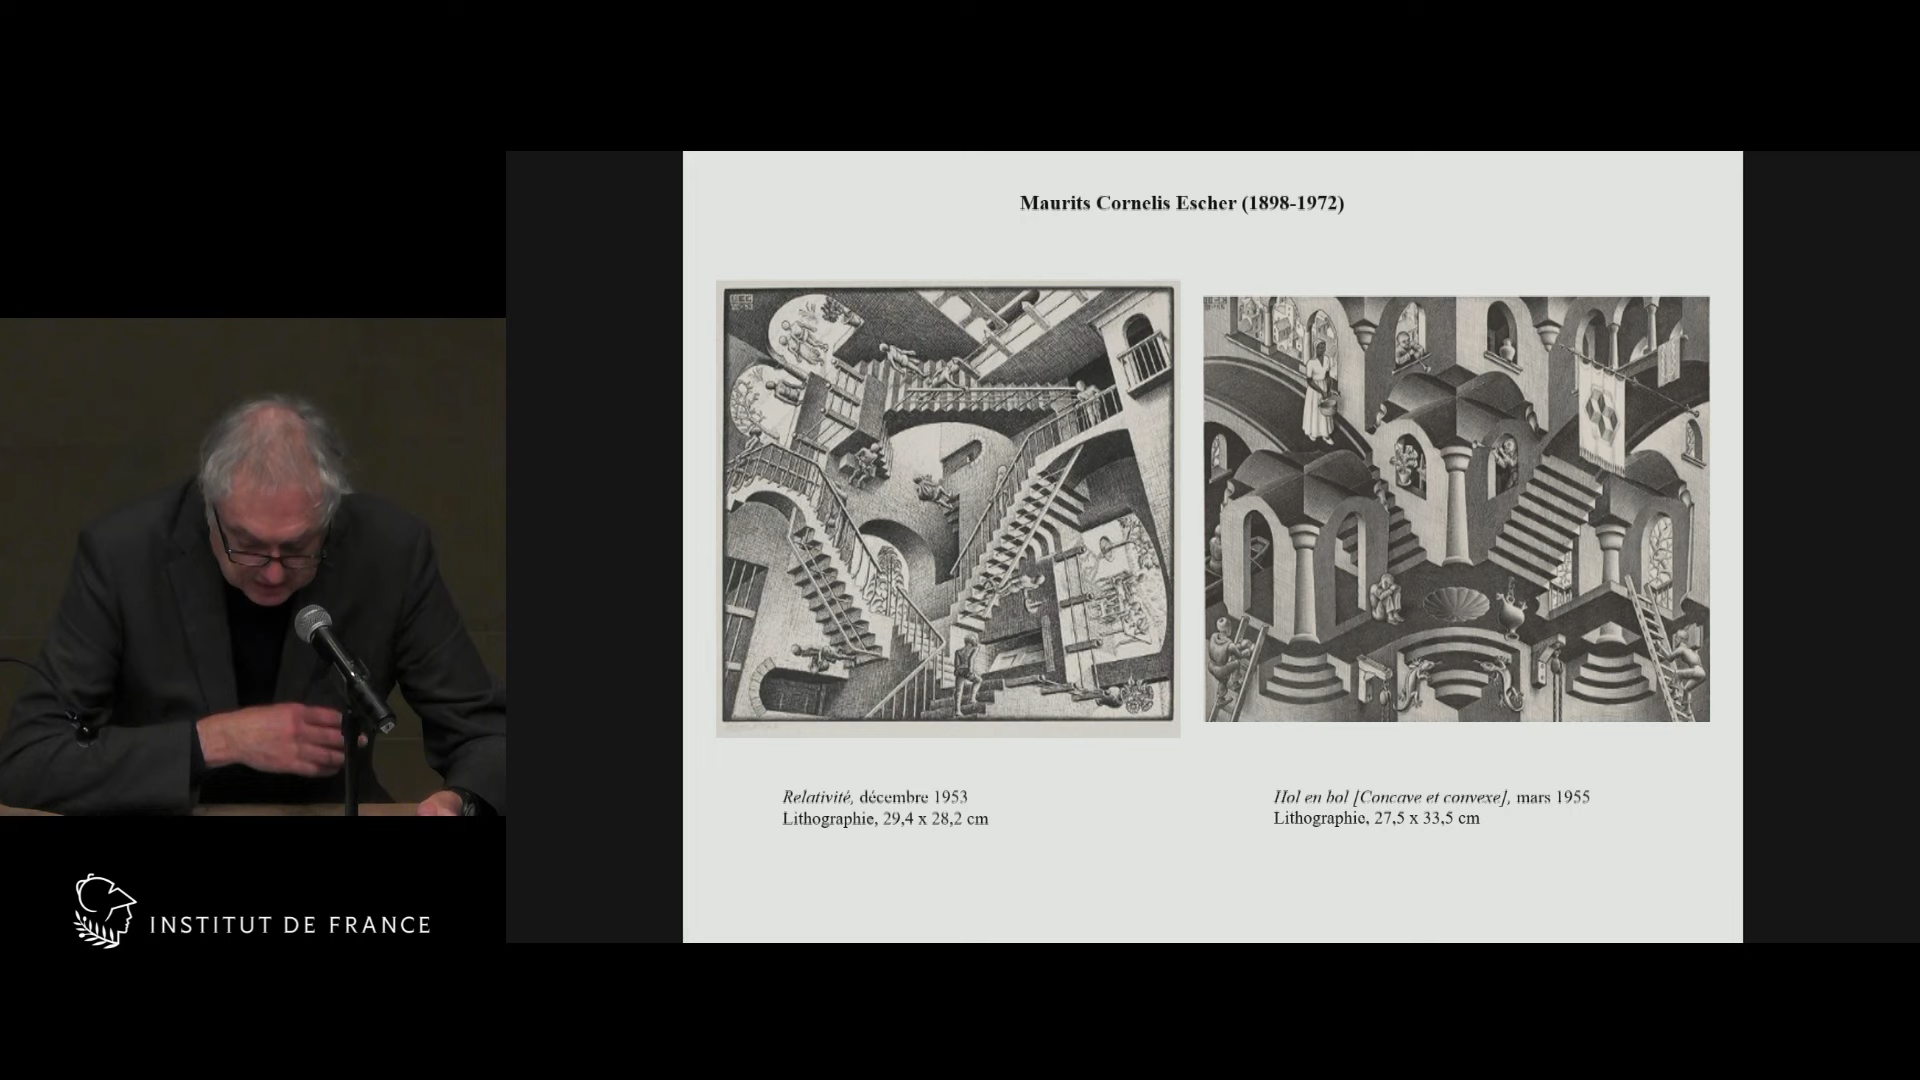 Maurits Cornelis Escher (1898-1972)
Relativité, décembre 1953
Lithographie, 29,4 x 28,2 cm
Hol en bol [Concave et convexe], mars 1955
Lithographie, 27,5 x 33,5 cm
INSTITUT DE FRANCE